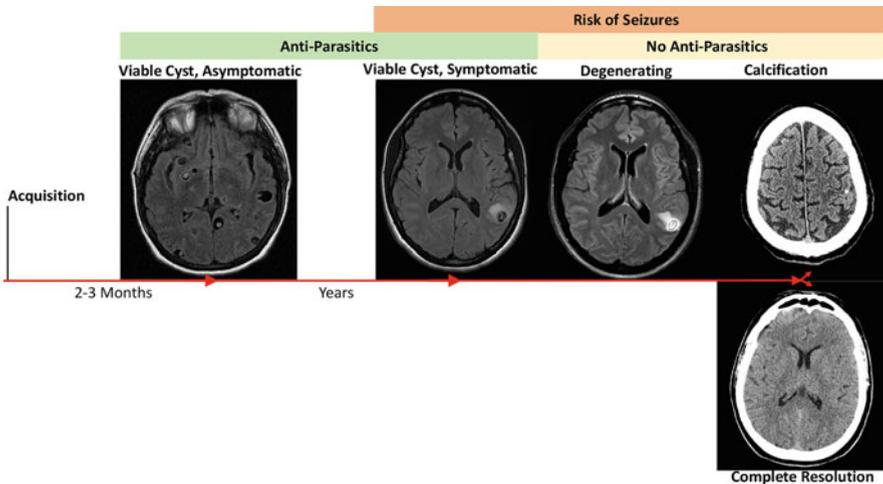 Risk of Seizures
Anti-Parasitics No Anti-Parasitics
Viable Cyst, Asymptomatic Viable Cyst, Symptomatic Degenerating Calcification
Acquisition
2-3 Months Years
Complete Resolution